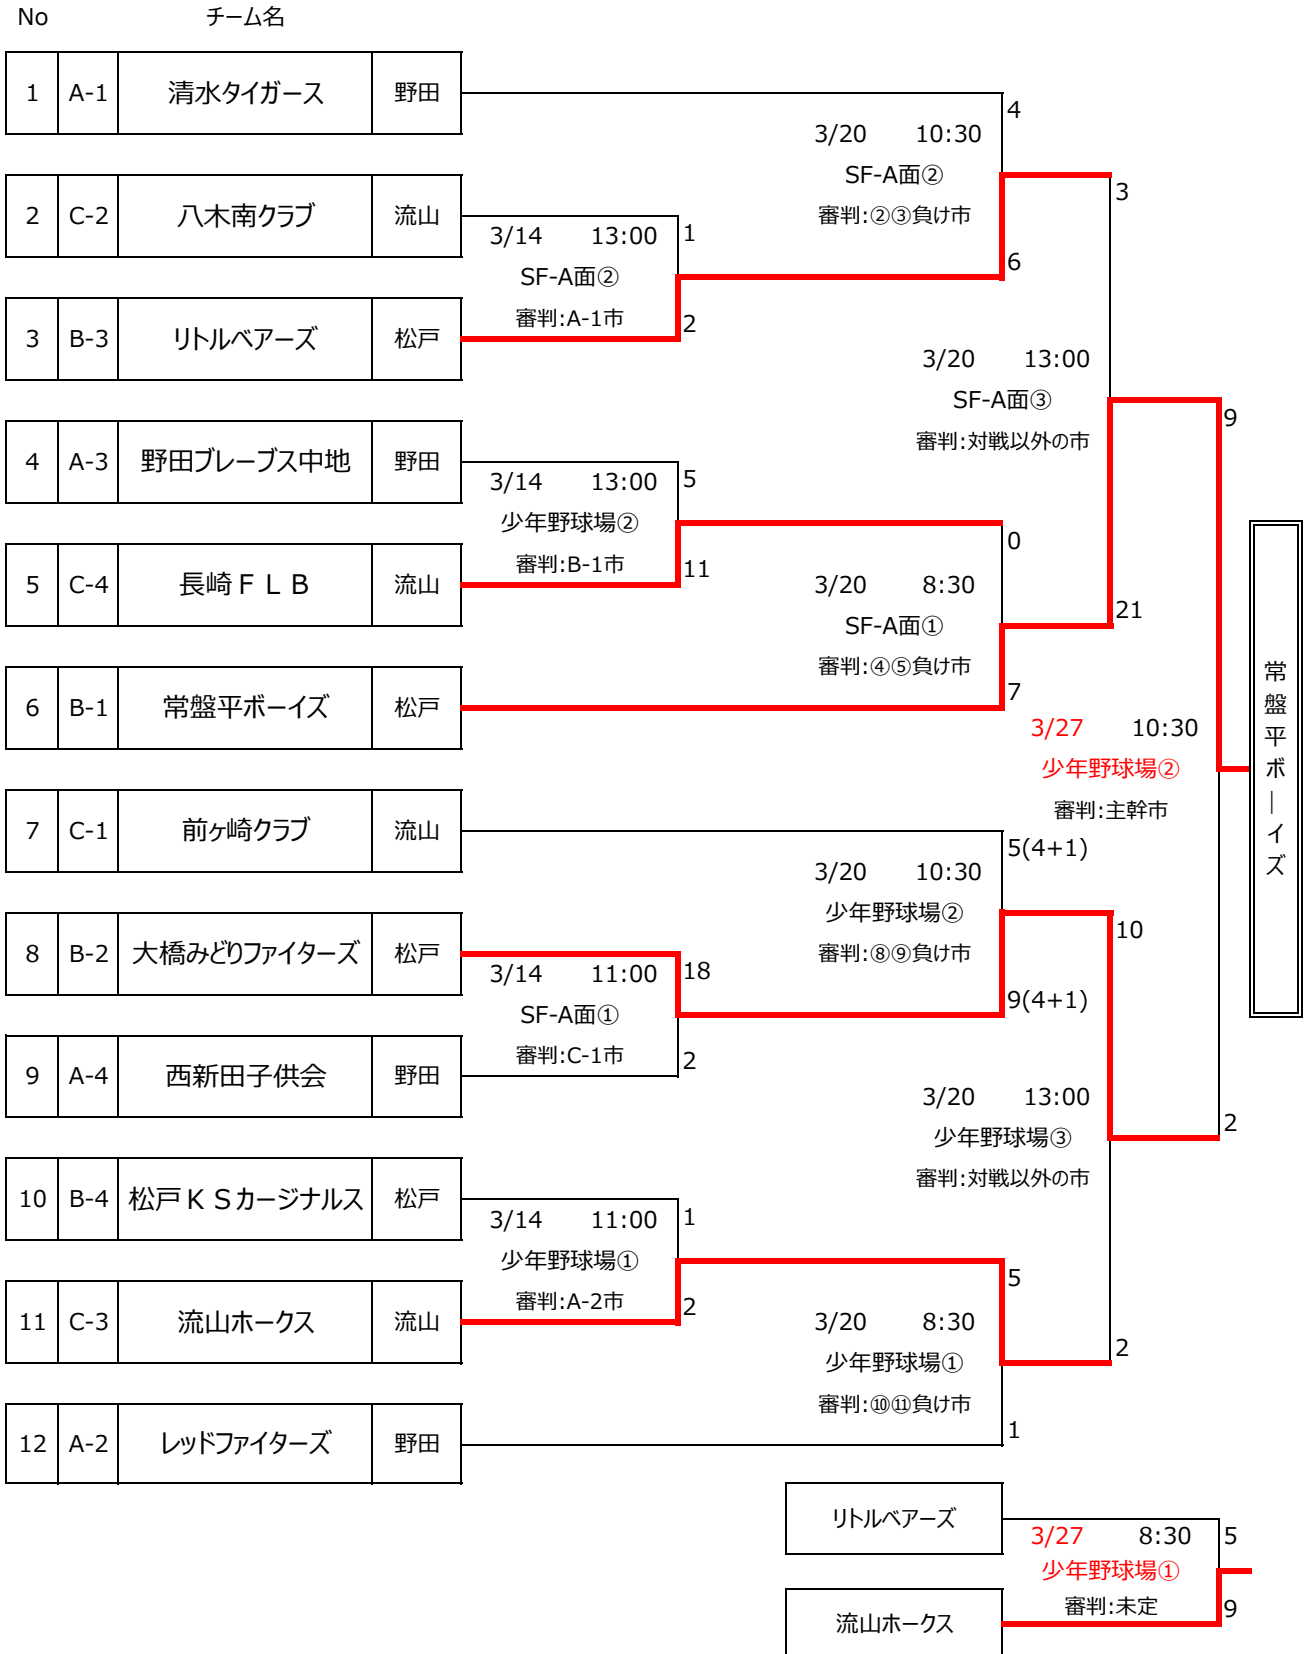 No チーム名
1 A-1 清水タイガース 野田
4
3/20 10:30
SF-A面②
審判:②③負け市
3
2 C-2 八木南クラブ 流山
3/14 13:00 1
SF-A面②
審判:A-1市 2
6
3 B-3 リトルベアーズ 松戸
3/20 13:00
SF-A面③
審判:対戦以外の市
9
4 A-3 野田ブレーブス中地 野田
3/14 13:00 5
少年野球場②
審判:B-1市 11
0
5 C-4 長崎ＦＬＢ 流山
3/20 8:30
SF-A面①
審判:④⑤負け市
21
6 B-1 常盤平ボーイズ 松戸
7
3/27 10:30
少年野球場②
審判:主幹市
常盤平ボーイズ
7 C-1 前ヶ崎クラブ 流山
5(4+1)
3/20 10:30
少年野球場②
審判:⑧⑨負け市
10
8 B-2 大橋みどりファイターズ 松戸
3/14 11:00 18
SF-A面①
審判:C-1市 2
9(4+1)
9 A-4 西新田子供会 野田
3/20 13:00
少年野球場③
審判:対戦以外の市
2
10 B-4 松戸ＫＳカージナルス 松戸
3/14 11:00 1
少年野球場①
審判:A-2市 2
5
11 C-3 流山ホークス 流山
3/20 8:30
少年野球場①
審判:⑩⑪負け市
2
12 A-2 レッドファイターズ 野田
1
リトルベアーズ
3/27 8:30 5
少年野球場①
審判:未定 9
流山ホークス